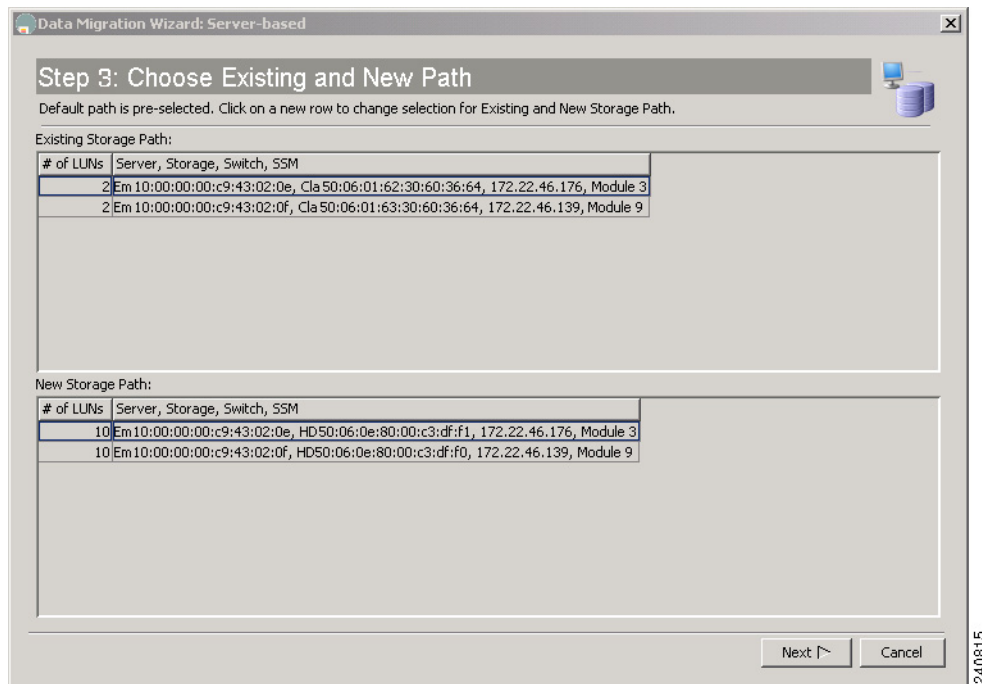 Data Migration Wizard: Server-based
Step 3: Choose Existing and New Path
Default path is pre-selected. Click on a new row to change selection for Existing and New Storage Path.
Existing Storage Path:
# of LUNs Server, Storage, Switch, SSM
2 Em 10:00:00:00:c9:43:02:0e, Cla 50:06:01:62:30:60:36:64, 172.22.46.176, Module 3
2 Em 10:00:00:00:c9:43:02:0f, Cla 50:06:01:63:30:60:36:64, 172.22.46.139, Module 9
New Storage Path:
# of LUNs Server, Storage, Switch, SSM
10 Em10:00:00:00:c9:43:02:0e, HD50:06:0e:80:00:c3:df:f1, 172.22.46.176, Module 3
10 Em10:00:00:00:c9:43:02:0f, HD50:06:0e:80:00:c3:df:f0, 172.22.46.139, Module 9
Next Cancel
240815